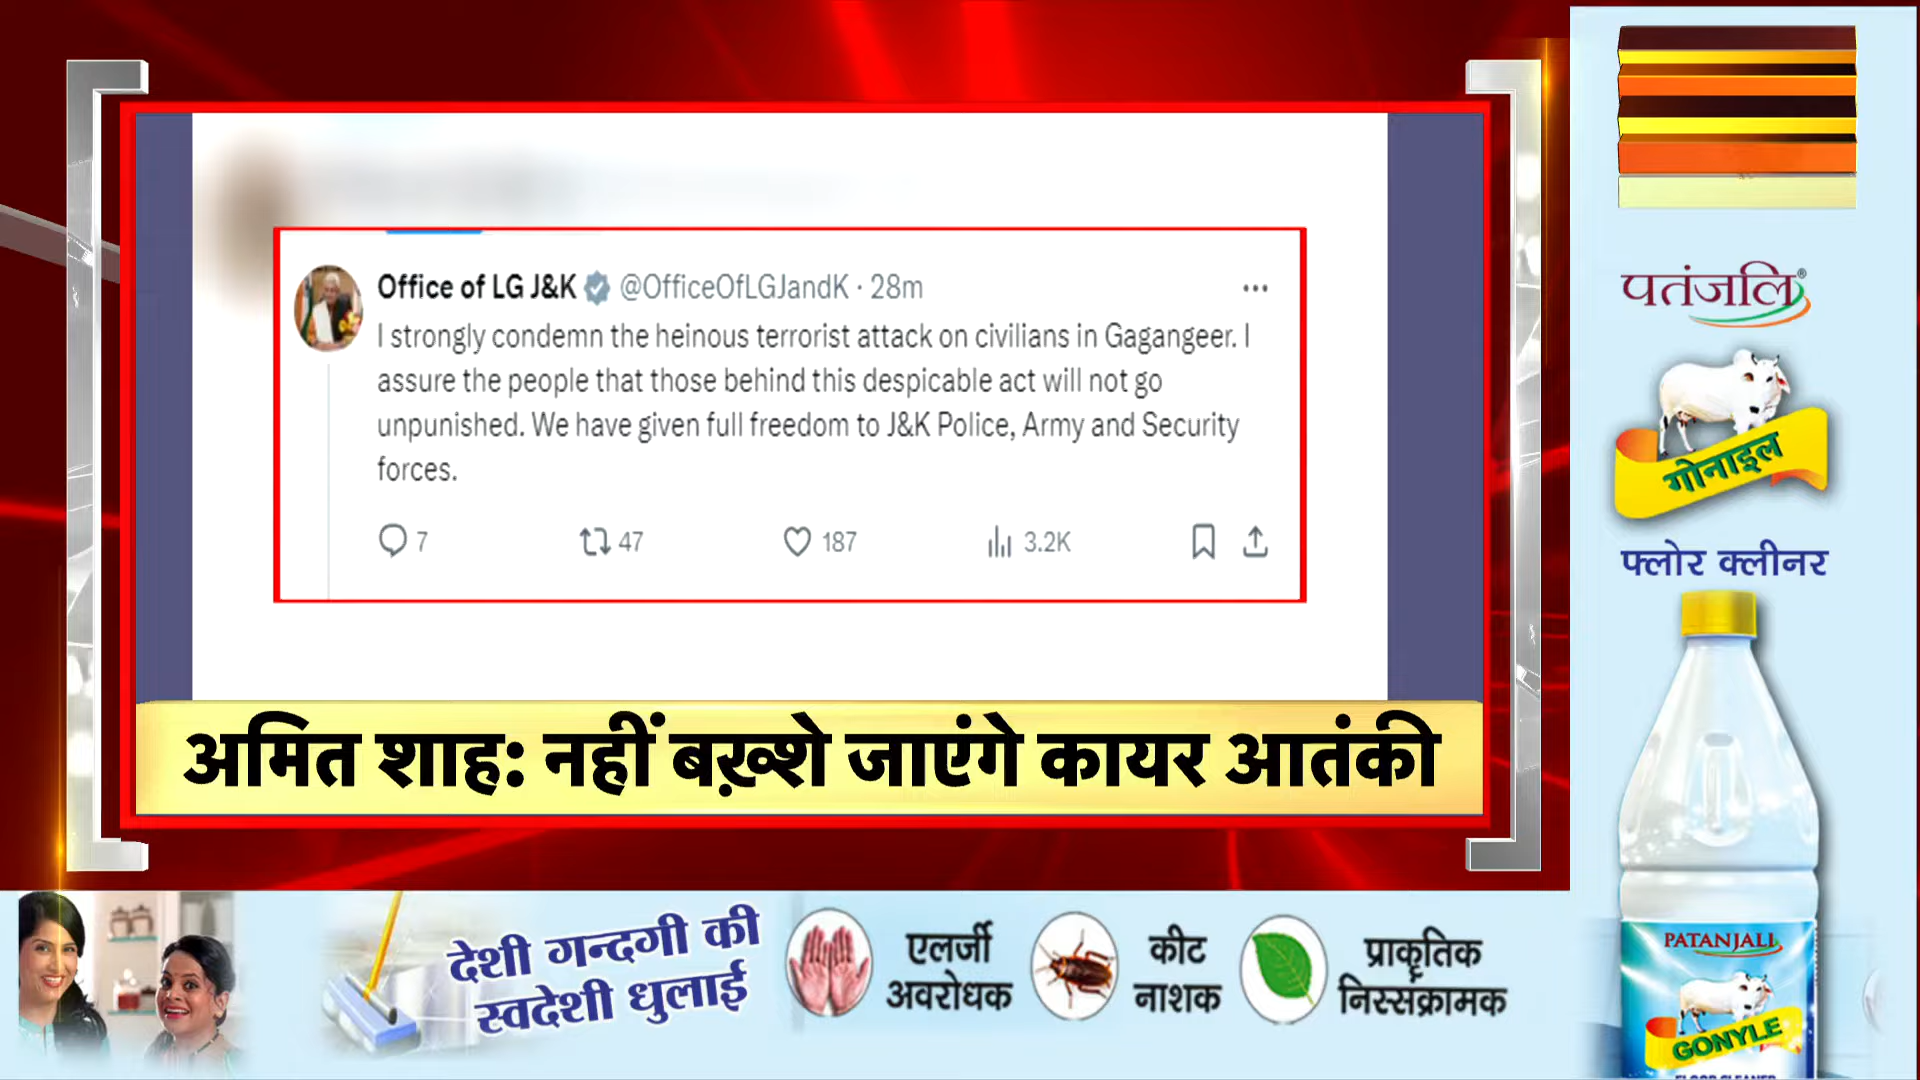 Office of LG J&K @OfficeOfLGJandK · 28m
I strongly condemn the heinous terrorist attack on civilians in Gagangeer. I
assure the people that those behind this despicable act will not go
unpunished. We have given full freedom to J&K Police, Army and Security
forces.
7 47 187 3.2K
अमित शाह: नहीं बख़्शे जाएंगे कायर आतंकी
पतंजलि®
गोनाइल
फ्लोर क्लीनर
PATANJALI
GONYLE
FLOOR CLEANER
देशी गन्दगी की
स्वदेशी धुलाई
एलर्जी
अवरोधक
कीट
नाशक
प्राकृतिक
निस्संक्रामक